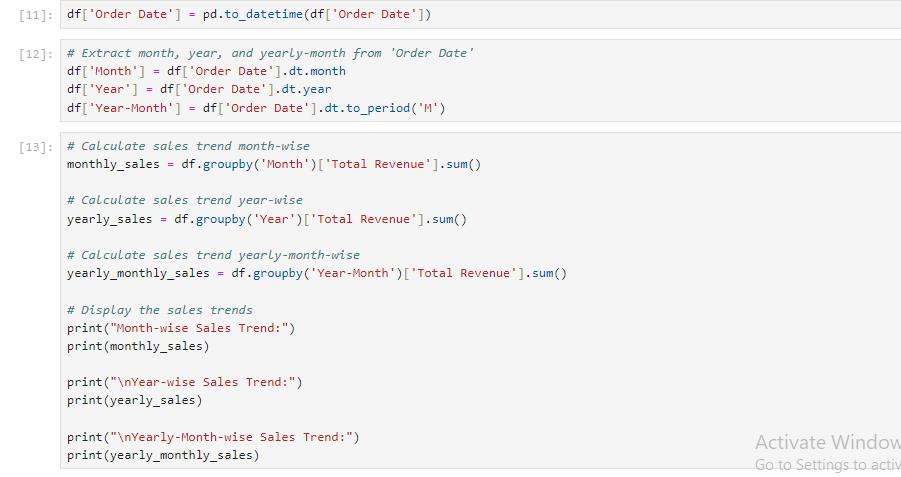 [11]: df['Order Date'] = pd.to_datetime(df['Order Date'])
[12]: # Extract month, year, and yearly-month from 'Order Date'
df['Month'] = df['Order Date'].dt.month
df['Year'] = df['Order Date'].dt.year
df['Year-Month'] = df['Order Date'].dt.to_period('M')
[13]: # Calculate sales trend month-wise
monthly_sales = df.groupby('Month')['Total Revenue'].sum()
# Calculate sales trend year-wise
yearly_sales = df.groupby('Year')['Total Revenue'].sum()
# Calculate sales trend yearly-month-wise
yearly_monthly_sales = df.groupby('Year-Month')['Total Revenue'].sum()
# Display the sales trends
print("Month-wise Sales Trend:")
print(monthly_sales)
print("\nYear-wise Sales Trend:")
print(yearly_sales)
print("\nYearly-Month-wise Sales Trend:")
print(yearly_monthly_sales)
Activate Window
Go to Settings to activ